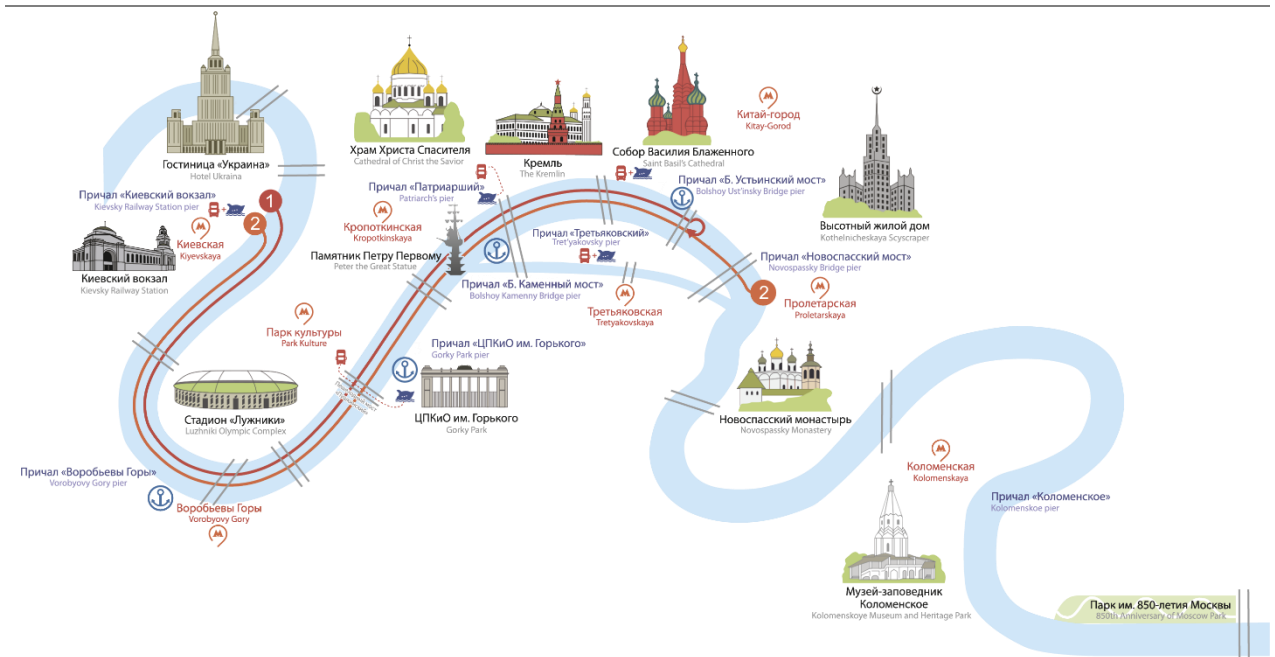 Гостиница «Украина»
Hotel Ukraina
Причал «Киевский вокзал»
Kievsky Railway Station pier
1
2
М
Киевская
Kiyevskaya
Киевский вокзал
Kievsky Railway Station
Храм Христа Спасителя
Cathedral of Christ the Savior
Причал «Патриарший»
Patriarch's pier
М
Кропоткинская
Kropotkinskaya
Памятник Петру Первому
Peter the Great Statue
Кремль
The Kremlin
Собор Василия Блаженного
Saint Basil's Cathedral
М
Китай-город
Kitay-Gorod
Причал «Б. Устьинский мост»
Bolshoy Ust'insky Bridge pier
Высотный жилой дом
Kothelnicheskaya Scyscraper
Причал «Третьяковский»
Tret'yakovsky pier
Причал «Б. Каменный мост»
Bolshoy Kamenny Bridge pier
М
Третьяковская
Tretyakovskaya
Причал «Новоспасский мост»
Novospassky Bridge pier
2
М
Пролетарская
Proletarskaya
М
Парк культуры
Park Kulture
Причал «ЦПКиО им. Горького»
Gorky Park pier
ЦПКиО им. Горького
Gorky Park
Стадион «Лужники»
Luzhniki Olympic Complex
Новоспасский монастырь
Novospassky Monastery
Причал «Воробьевы Горы»
Vorobyovy Gory pier
Воробьевы Горы
Vorobyovy Gory
М
М
Коломенская
Kolomenskaya
Причал «Коломенское»
Kolomenskoe pier
Музей-заповедник
Коломенское
Kolomenskoye Museum and Heritage Park
Парк им. 850-летия Москвы
850th Anniversary of Moscow Park